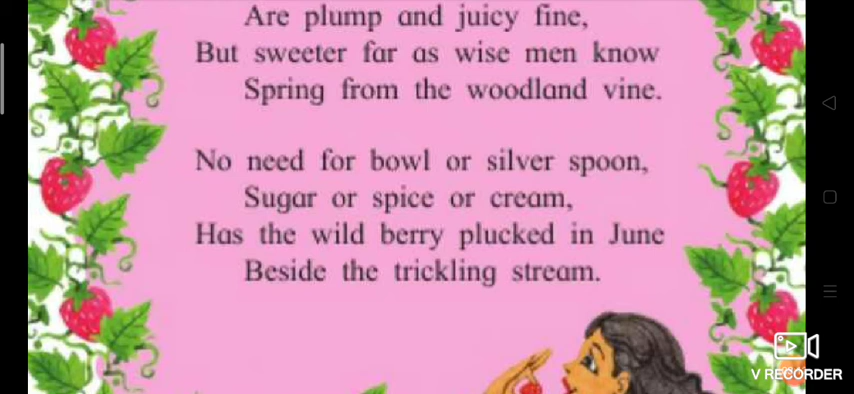 Are plump and juicy fine,
But sweeter far as wise men know
Spring from the woodland vine.
No need for bowl or silver spoon,
Sugar or spice or cream,
Has the wild berry plucked in June
Beside the trickling stream.
V RECORDER